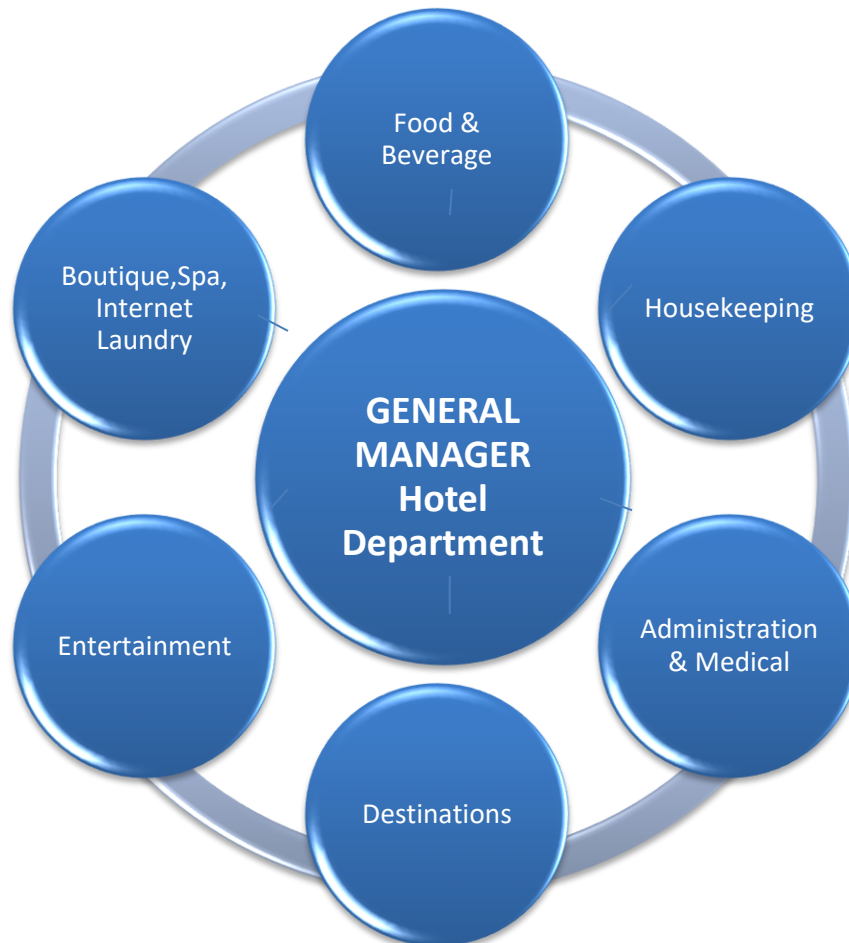 Food &
Beverage
Boutique,Spa,
Internet
Laundry
Housekeeping
GENERAL
MANAGER
Hotel
Department
Entertainment
Administration
& Medical
Destinations